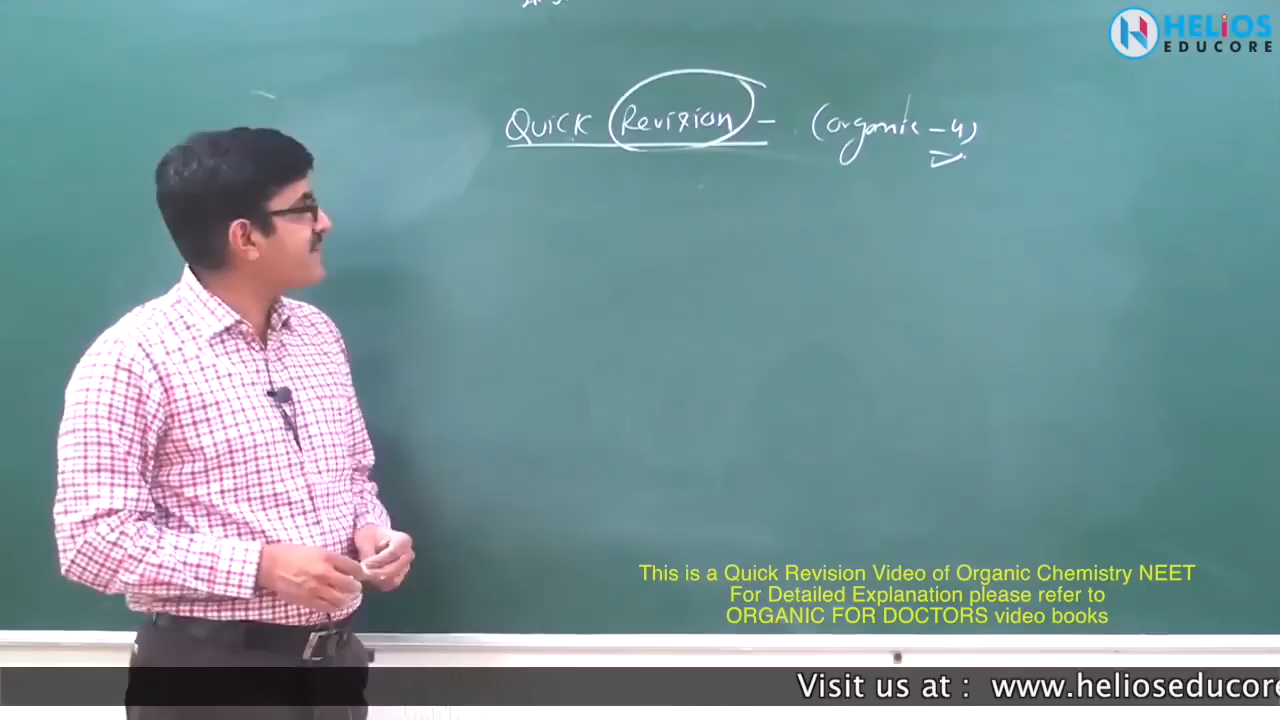 HELiOS
EDUCORE
Quick Revision - (organic - 4)
This is a Quick Revision Video of Organic Chemistry NEET
For Detailed Explanation please refer to
ORGANIC FOR DOCTORS video books
Visit us at : www.helioseducore